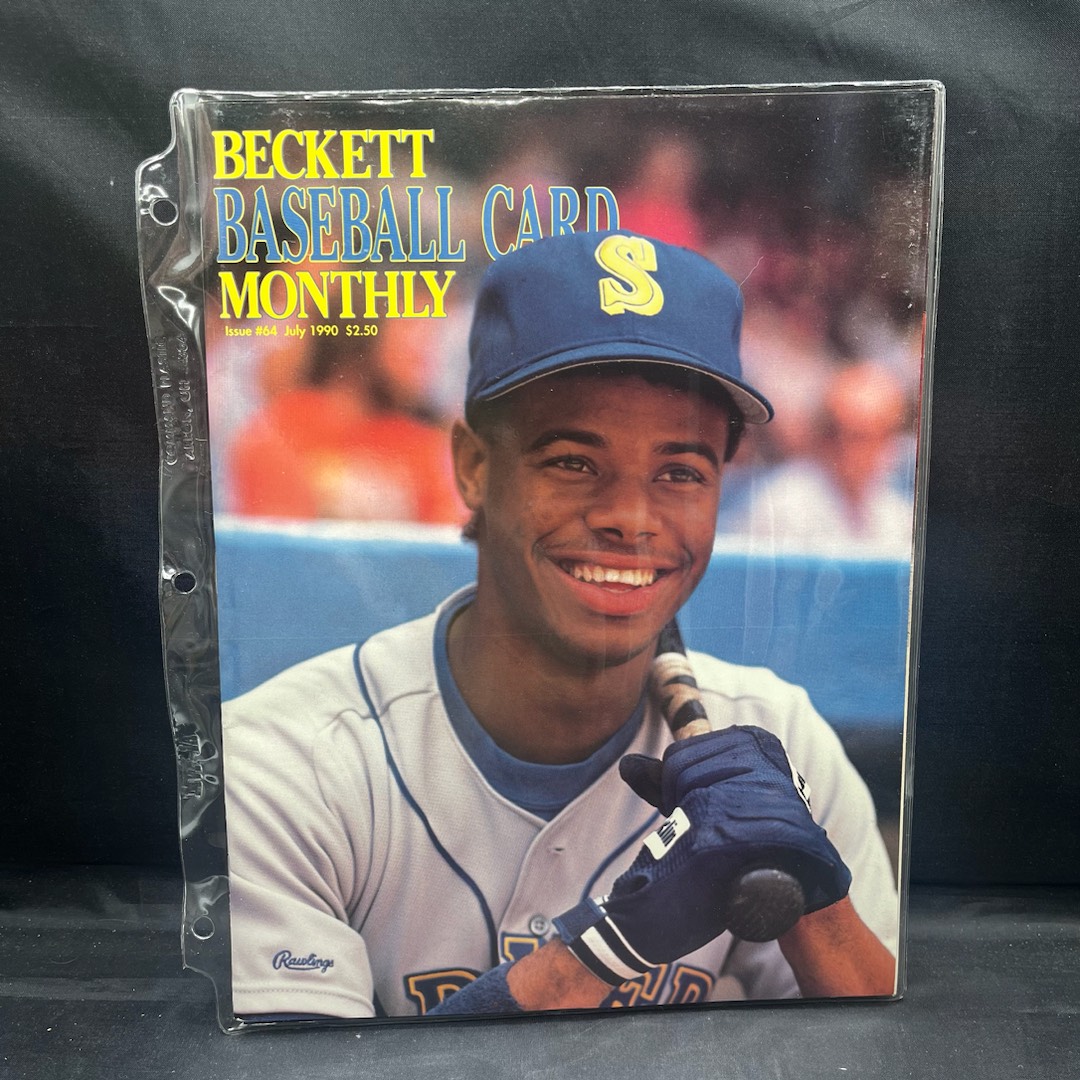 BECKETT
BASEBALL CARD
MONTHLY
Issue #64 July 1990 $2.50
S
Rawlings